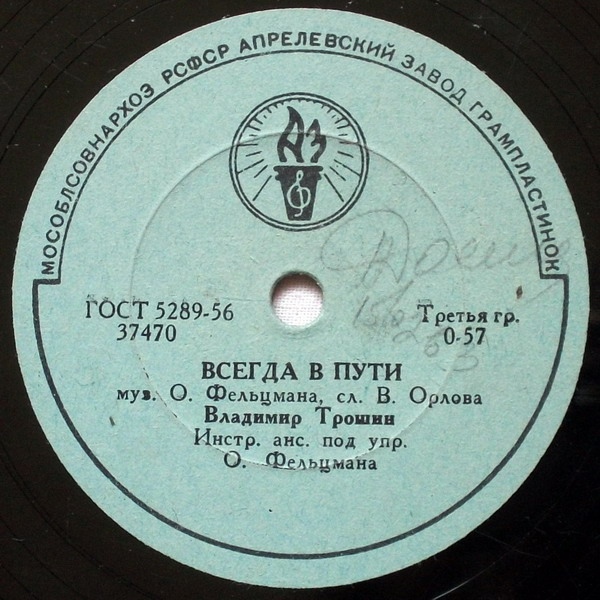 МОСОБЛСОВНАРХОЗ РСФСР АПРЕЛЕВСКИЙ ЗАВОД ГРАМПЛАСТИНОК
АЗ
ГОСТ 5289-56
37470
Третья гр.
0-57
ВСЕГДА В ПУТИ
муз. О. Фельцмана, сл. В. Орлова
Владимир Трошин
Инстр. анс. под упр.
О. Фельцмана